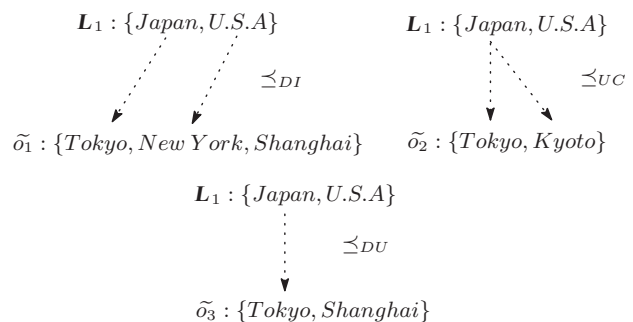 L₁ : {Japan, U.S.A}
⪯DI
õ₁ : {Tokyo, New York, Shanghai}
L₁ : {Japan, U.S.A}
⪯UC
õ₂ : {Tokyo, Kyoto}
L₁ : {Japan, U.S.A}
⪯DU
õ₃ : {Tokyo, Shanghai}